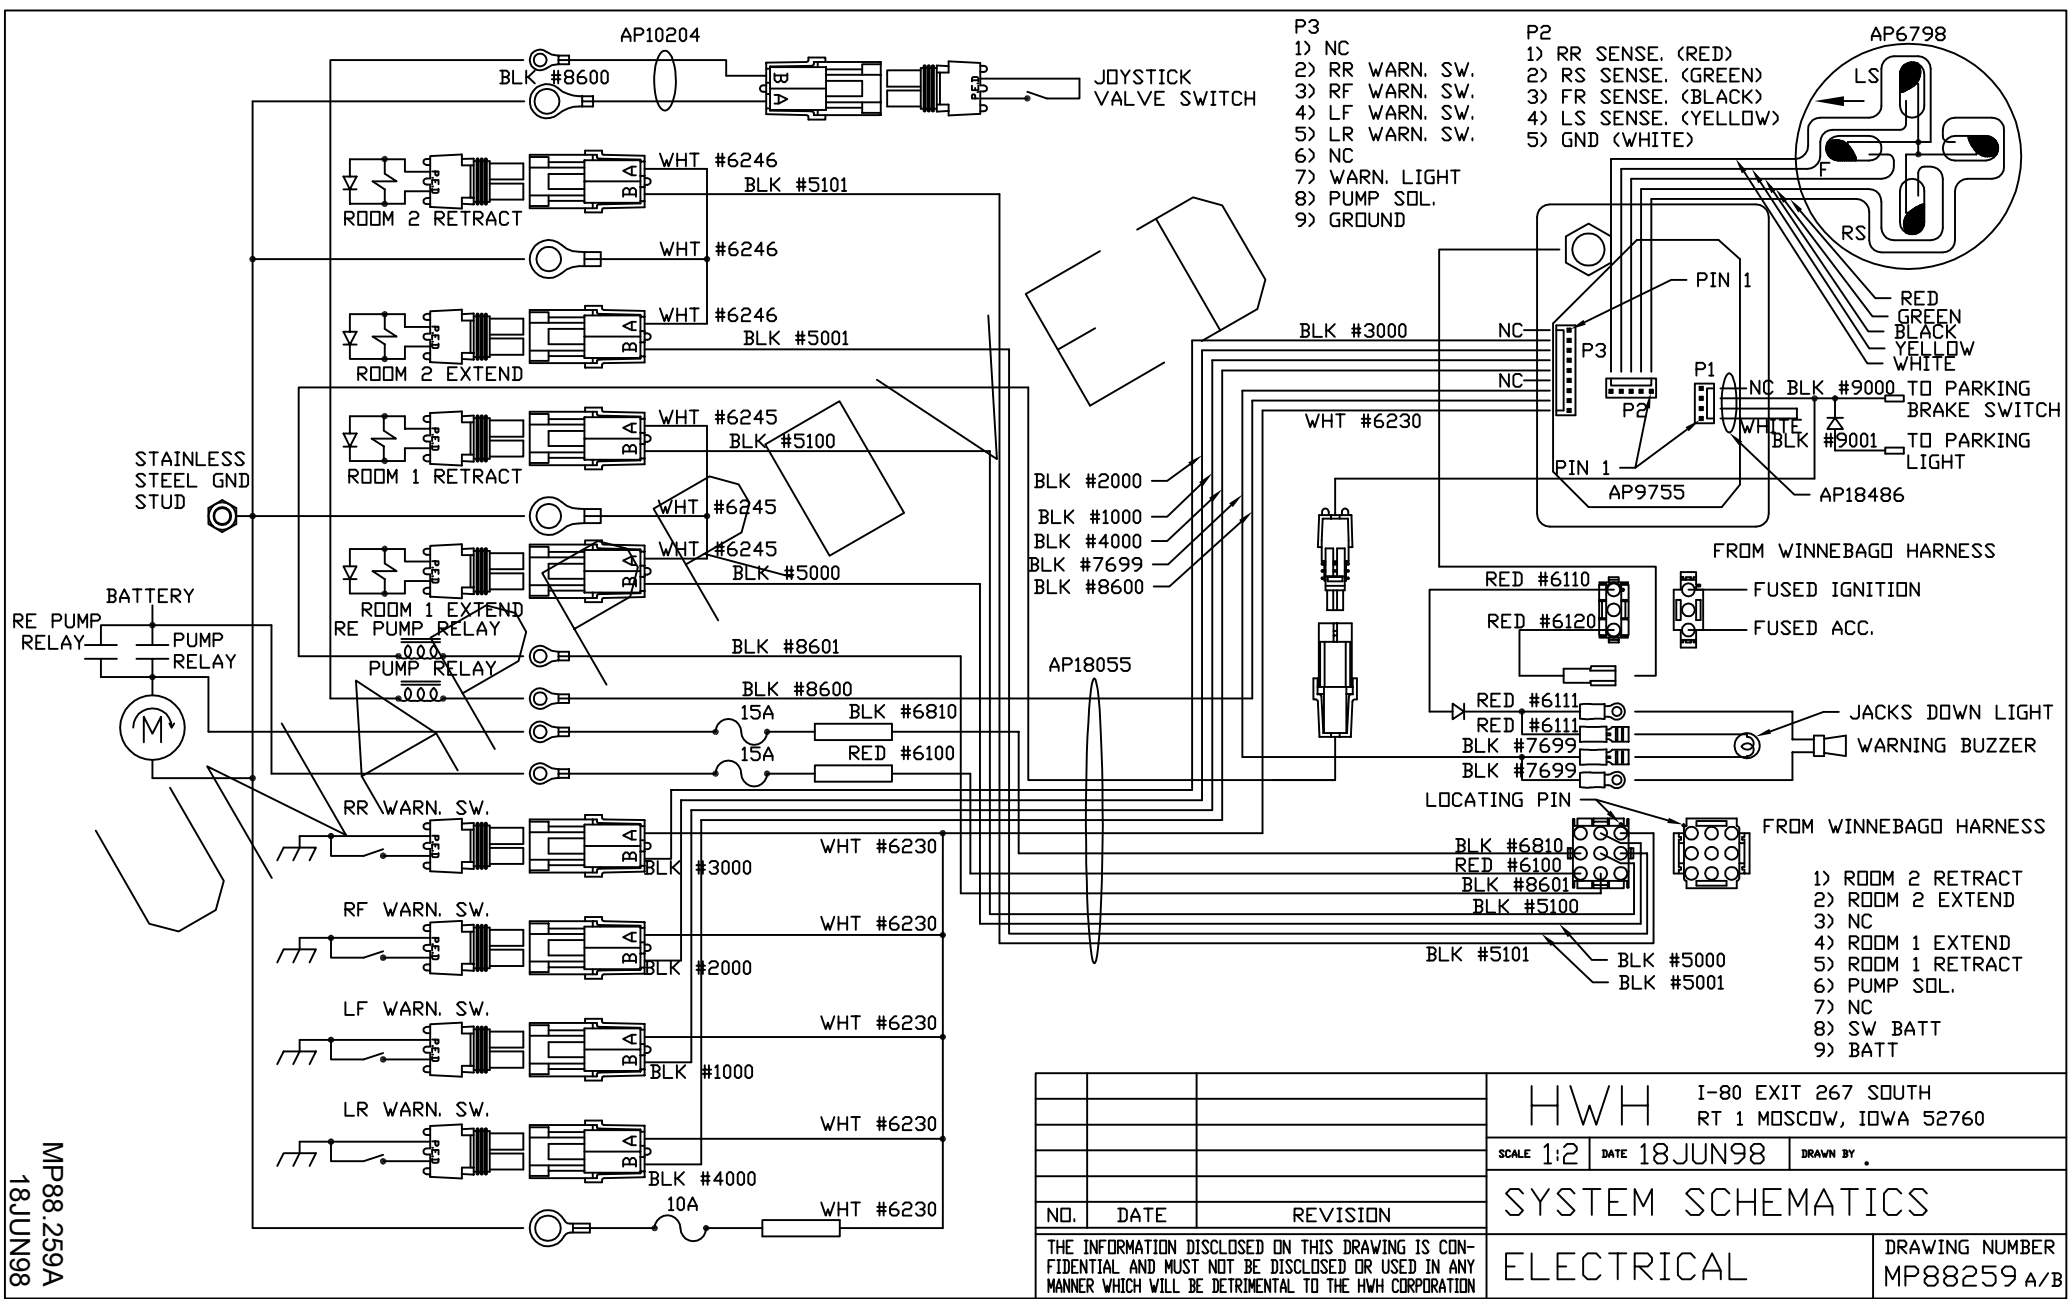 AP10204
BLK #8600
B
A
P.E.D
JOYSTICK
VALVE SWITCH
P3
1) NC
2) RR WARN. SW.
3) RF WARN. SW.
4) LF WARN. SW.
5) LR WARN. SW.
6) NC
7) WARN. LIGHT
8) PUMP SOL.
9) GROUND
P2
1) RR SENSE. (RED)
2) RS SENSE. (GREEN)
3) FR SENSE. (BLACK)
4) LS SENSE. (YELLOW)
5) GND (WHITE)
AP6798
LS
F
RS
RED
GREEN
BLACK
YELLOW
WHITE
WHT #6246
BLK #5101
P.E.D
A
B
ROOM 2 RETRACT
WHT #6246
WHT #6246
BLK #5001
P.E.D
A
B
ROOM 2 EXTEND
WHT #6245
BLK #5100
P.E.D
A
B
ROOM 1 RETRACT
STAINLESS
STEEL GND
STUD
WHT #6245
WHT #6245
BLK #5000
P.E.D
A
B
ROOM 1 EXTEND
RE PUMP RELAY
BLK #8601
PUMP RELAY
BLK #8600
BATTERY
RE PUMP
RELAY
PUMP
RELAY
M
15A
BLK #6810
15A
RED #6100
RR WARN. SW.
P.E.D
A
B
WHT #6230
BLK #3000
RF WARN. SW.
P.E.D
A
B
WHT #6230
BLK #2000
LF WARN. SW.
P.E.D
A
B
WHT #6230
BLK #1000
LR WARN. SW.
P.E.D
A
B
WHT #6230
BLK #4000
10A
WHT #6230
AP18055
BLK #3000
WHT #6230
BLK #2000
BLK #1000
BLK #4000
BLK #7699
BLK #8600
PIN 1
NC
P3
NC
P2
P1
PIN 1
AP9755
NC BLK #9000
TO PARKING
BRAKE SWITCH
WHITE
BLK #9001
TO PARKING
LIGHT
AP18486
FROM WINNEBAGO HARNESS
RED #6110
FUSED IGNITION
RED #6120
FUSED ACC.
RED #6111
RED #6111
BLK #7699
BLK #7699
JACKS DOWN LIGHT
WARNING BUZZER
LOCATING PIN
FROM WINNEBAGO HARNESS
BLK #6810
RED #6100
BLK #8601
BLK #5100
BLK #5101
BLK #5000
BLK #5001
1) ROOM 2 RETRACT
2) ROOM 2 EXTEND
3) NC
4) ROOM 1 EXTEND
5) ROOM 1 RETRACT
6) PUMP SOL.
7) NC
8) SW BATT
9) BATT
HWH
I-80 EXIT 267 SOUTH
RT 1 MOSCOW, IOWA 52760
SCALE 1:2
DATE 18JUN98
DRAWN BY .
SYSTEM SCHEMATICS
ELECTRICAL
DRAWING NUMBER
MP88259 A/B
NO.
DATE
REVISION
THE INFORMATION DISCLOSED ON THIS DRAWING IS CON-
FIDENTIAL AND MUST NOT BE DISCLOSED OR USED IN ANY
MANNER WHICH WILL BE DETRIMENTAL TO THE HWH CORPORATION
MP88.259A
18JUN98